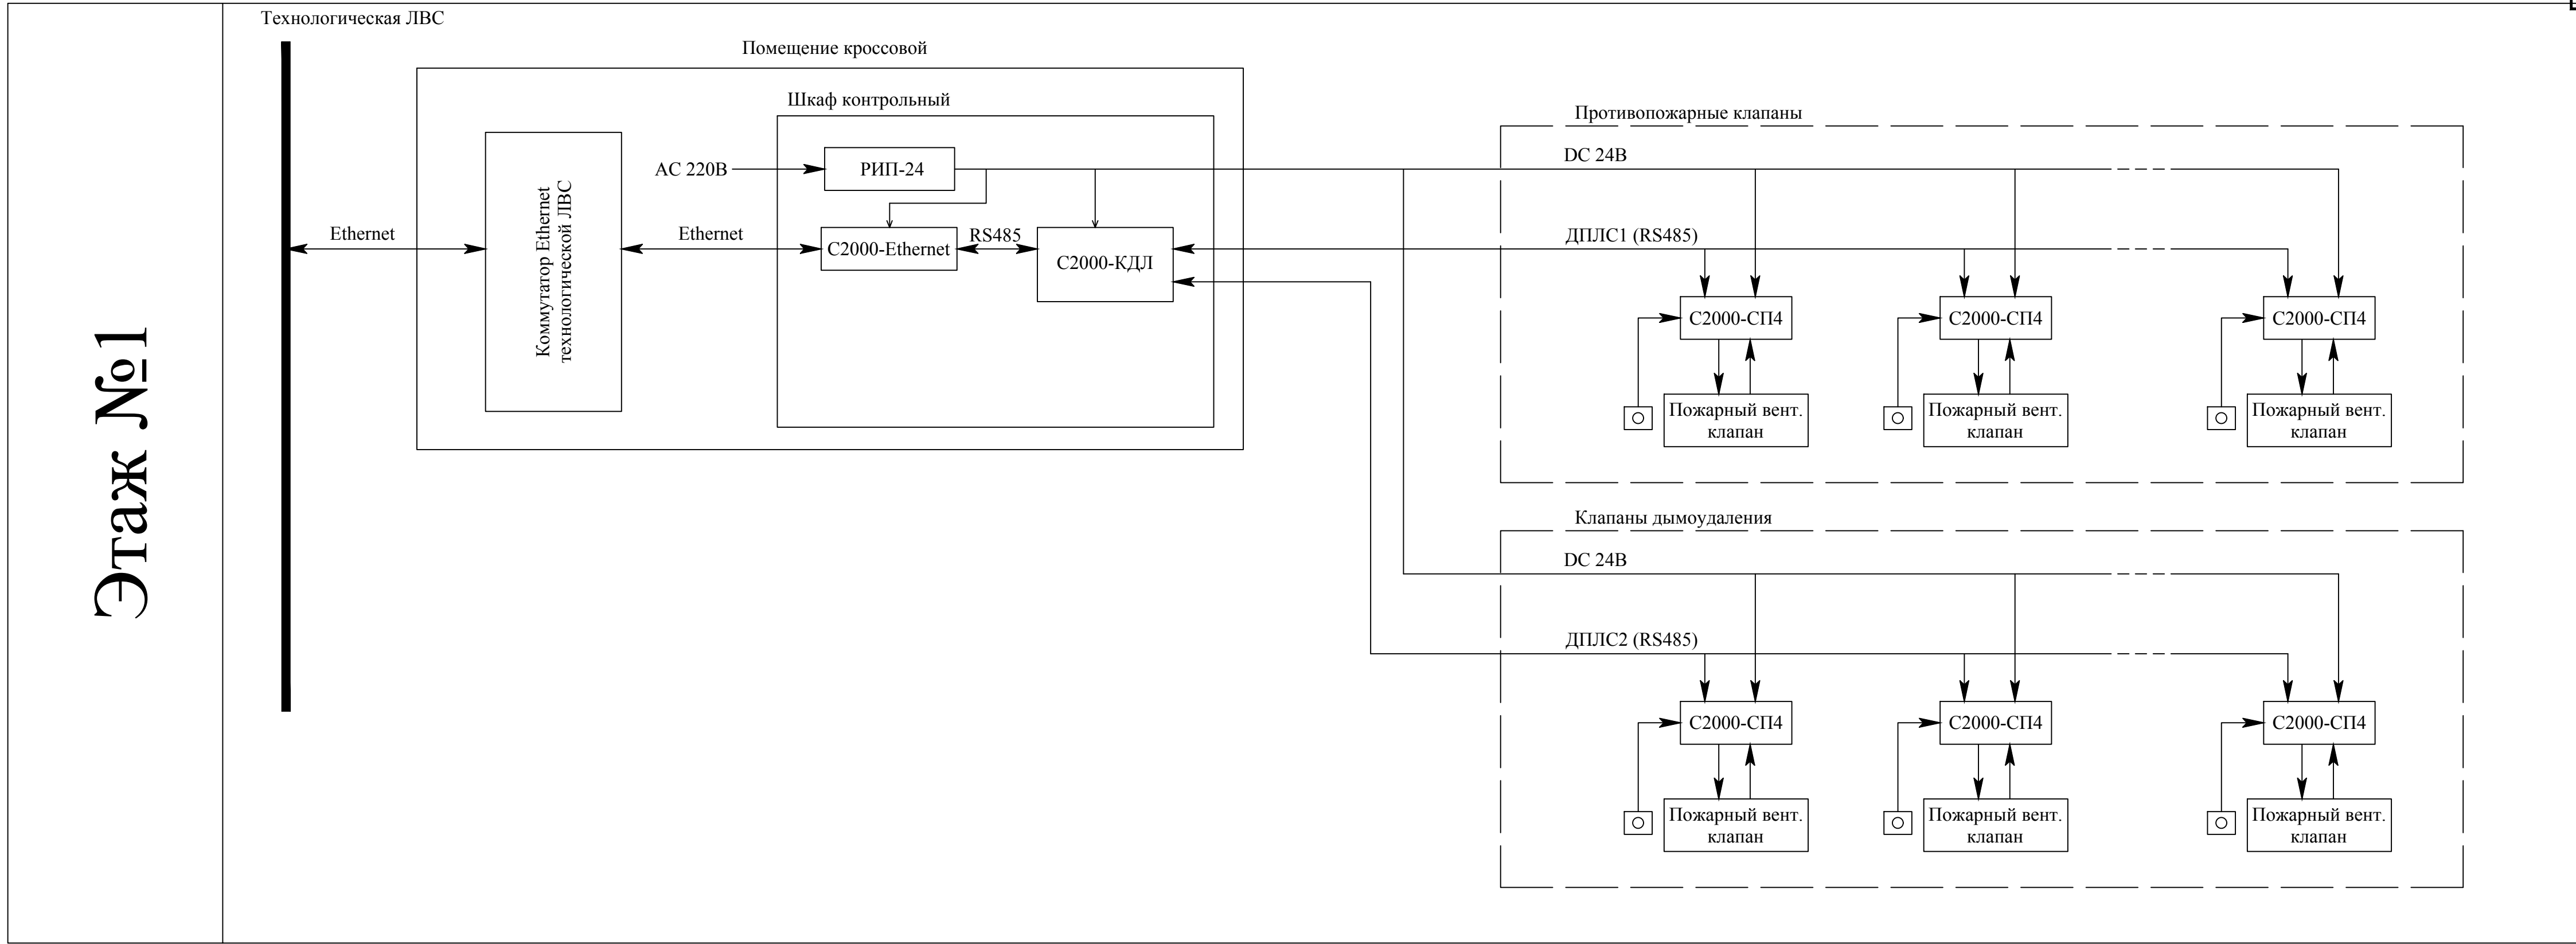 Этаж №1
Технологическая ЛВС
Помещение кроссовой
Шкаф контрольный
Ethernet
Коммутатор Ethernet
технологической ЛВС
AC 220В
РИП-24
Ethernet
С2000-Ethernet
RS485
С2000-КДЛ
Противопожарные клапаны
DC 24В
ДПЛС1 (RS485)
С2000-СП4
С2000-СП4
С2000-СП4
Пожарный вент.
клапан
Пожарный вент.
клапан
Пожарный вент.
клапан
Клапаны дымоудаления
DC 24В
ДПЛС2 (RS485)
С2000-СП4
С2000-СП4
С2000-СП4
Пожарный вент.
клапан
Пожарный вент.
клапан
Пожарный вент.
клапан